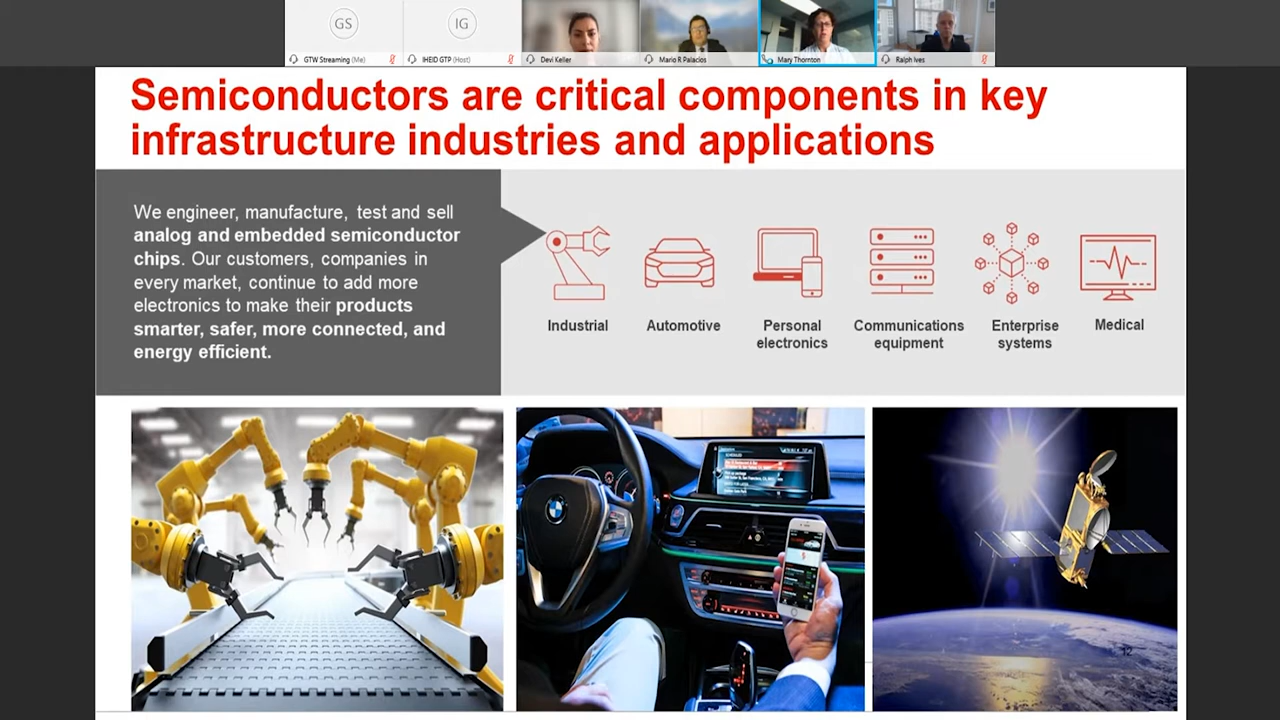 GS
IG
GTW Streaming (Me)
IHEID GTP (Host)
Devi Keller
Mario R Palacios
Mary Thornton
Ralph Ives
Semiconductors are critical components in key
infrastructure industries and applications
We engineer, manufacture, test and sell
analog and embedded semiconductor
chips. Our customers, companies in
every market, continue to add more
electronics to make their products
smarter, safer, more connected, and
energy efficient.
Industrial
Automotive
Personal
electronics
Communications
equipment
Enterprise
systems
Medical
12